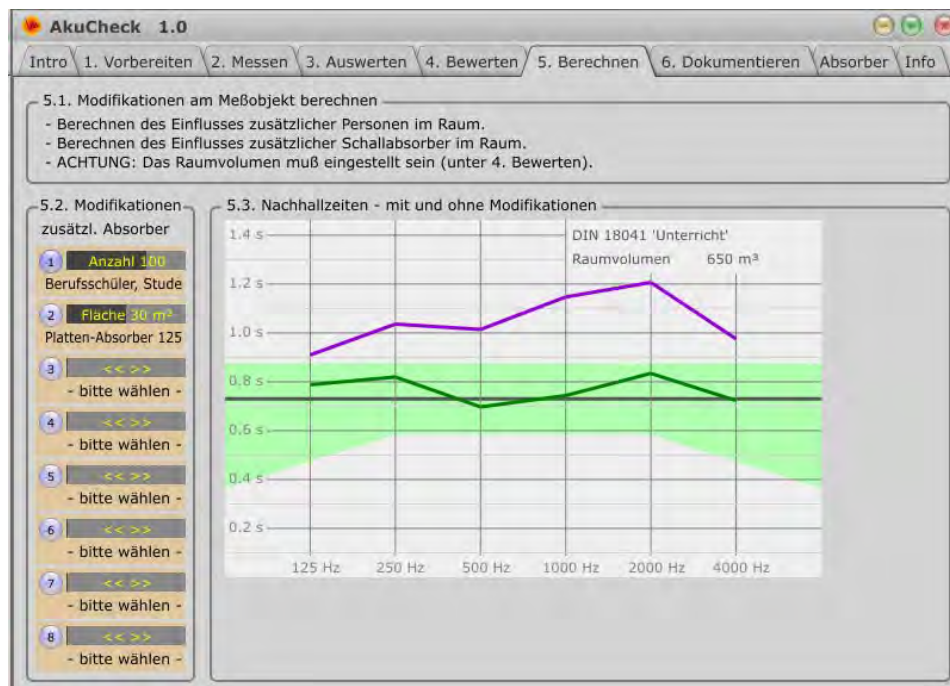 AkuCheck 1.0
Intro 1. Vorbereiten 2. Messen 3. Auswerten 4. Bewerten 5. Berechnen 6. Dokumentieren Absorber Info
5.1. Modifikationen am Meßobjekt berechnen
- Berechnen des Einflusses zusätzlicher Personen im Raum.
- Berechnen des Einflusses zusätzlicher Schallabsorber im Raum.
- ACHTUNG: Das Raumvolumen muß eingestellt sein (unter 4. Bewerten).
5.2. Modifikationen
zusätzl. Absorber
1 Anzahl 100
Berufsschüler, Stude
2 Fläche 30 m²
Platten-Absorber 125
3 << >>
- bitte wählen -
4 << >>
- bitte wählen -
5 << >>
- bitte wählen -
6 << >>
- bitte wählen -
7 << >>
- bitte wählen -
8 << >>
- bitte wählen -
5.3. Nachhallzeiten - mit und ohne Modifikationen
DIN 18041 'Unterricht'
Raumvolumen 650 m³
1.4 s
1.2 s
1.0 s
0.8 s
0.6 s
0.4 s
0.2 s
125 Hz 250 Hz 500 Hz 1000 Hz 2000 Hz 4000 Hz